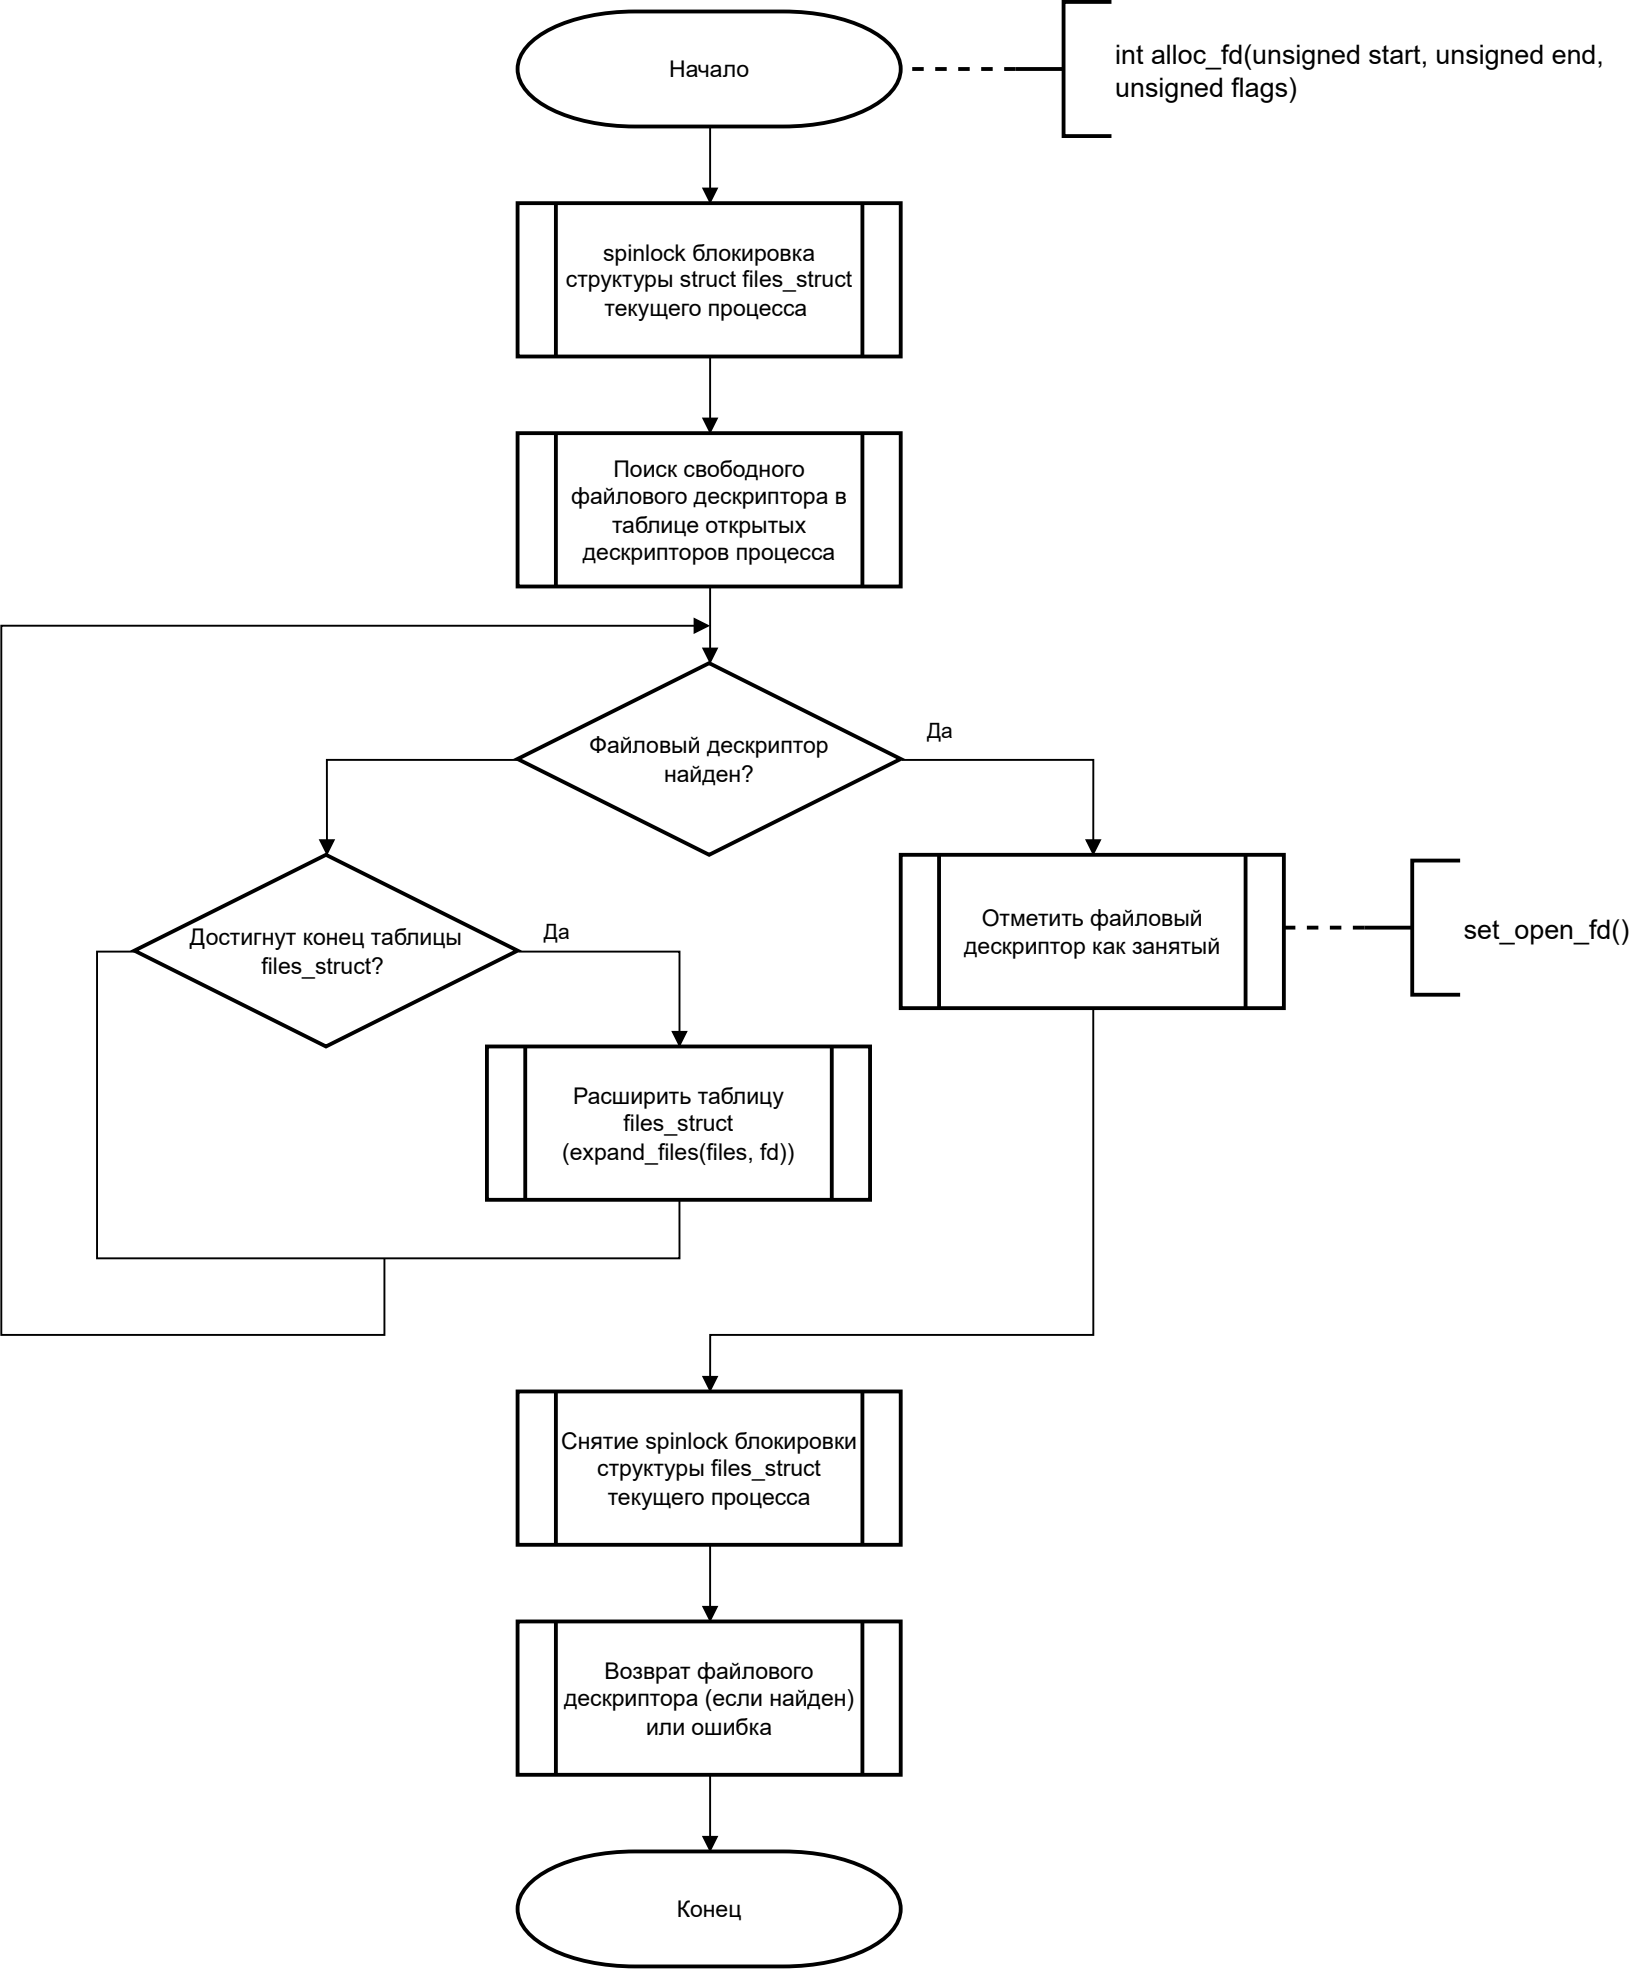 Начало
int alloc_fd(unsigned start, unsigned end,
unsigned flags)
spinlock блокировка
структуры struct files_struct
текущего процесса
Поиск свободного
файлового дескриптора в
таблице открытых
дескрипторов процесса
Файловый дескриптор
найден?
Да
Достигнут конец таблицы
files_struct?
Да
Отметить файловый
дескриптор как занятый
set_open_fd()
Расширить таблицу
files_struct
(expand_files(files, fd))
Снятие spinlock блокировки
структуры files_struct
текущего процесса
Возврат файлового
дескриптора (если найден)
или ошибка
Конец